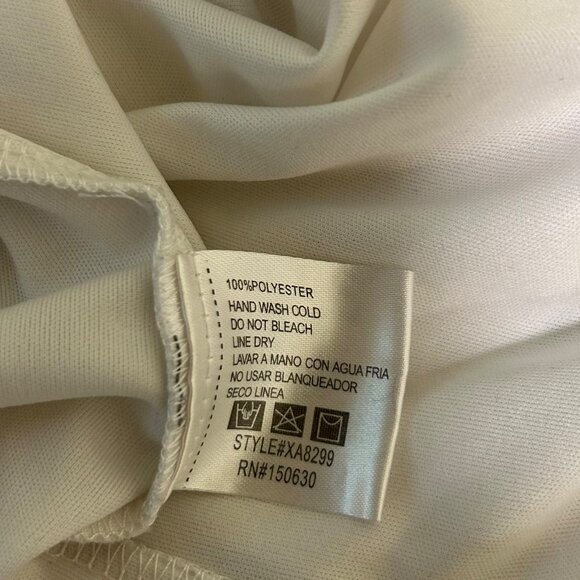 100%POLYESTER
HAND WASH COLD
DO NOT BLEACH
LINE DRY
LAVAR A MANO CON AGUA FRIA
NO USAR BLANQUEADOR
SECO LINEA
STYLE#XA8299
RN#150630